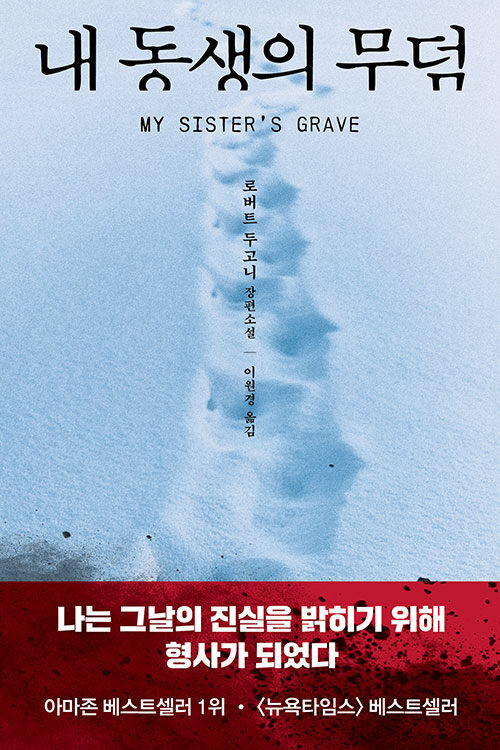 내 동생의 무덤
MY SISTER'S GRAVE
로버트 두고니 장편소설 | 이원경 옮김
나는 그날의 진실을 밝히기 위해
형사가 되었다
아마존 베스트셀러 1위 • 〈뉴욕타임스〉 베스트셀러